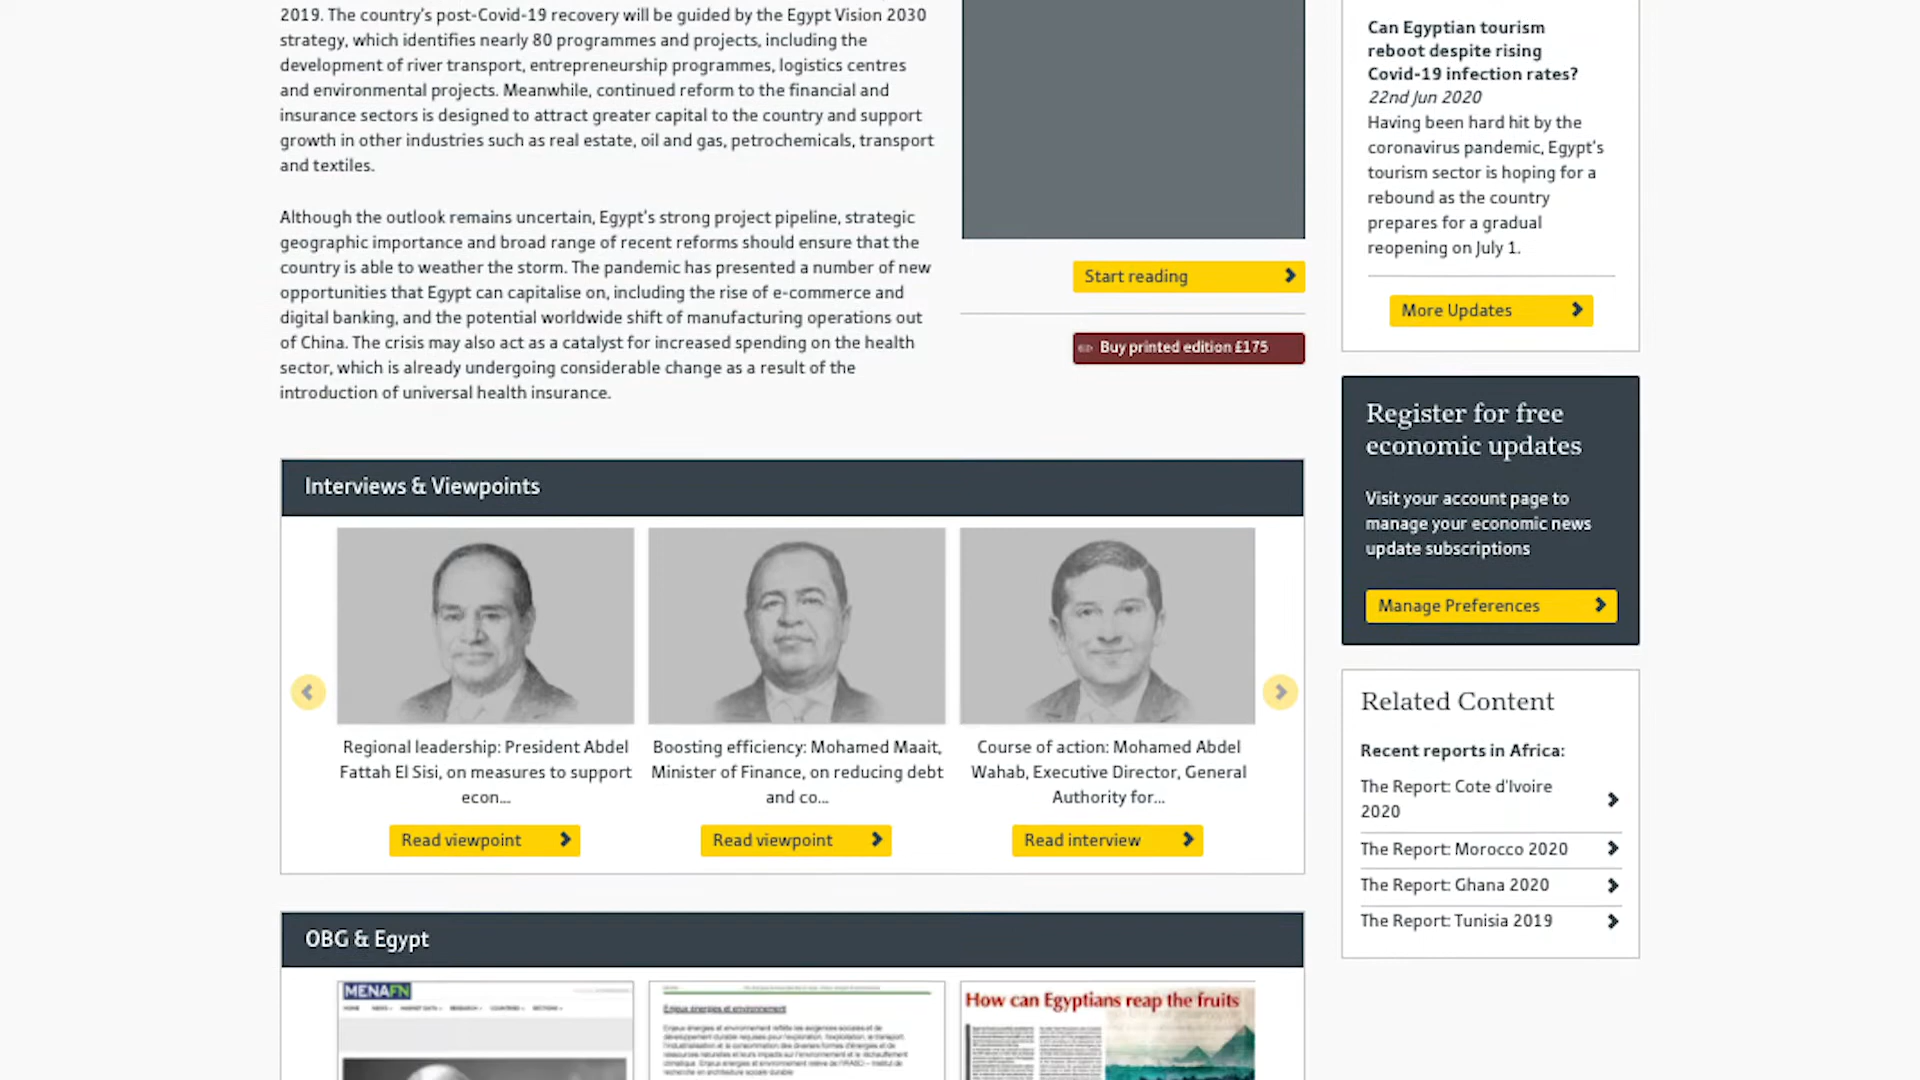 2019. The country's post-Covid-19 recovery will be guided by the Egypt Vision 2030
strategy, which identifies nearly 80 programmes and projects, including the
development of river transport, entrepreneurship programmes, logistics centres
and environmental projects. Meanwhile, continued reform to the financial and
insurance sectors is designed to attract greater capital to the country and support
growth in other industries such as real estate, oil and gas, petrochemicals, transport
and textiles.
Although the outlook remains uncertain, Egypt's strong project pipeline, strategic
geographic importance and broad range of recent reforms should ensure that the
country is able to weather the storm. The pandemic has presented a number of new
opportunities that Egypt can capitalise on, including the rise of e-commerce and
digital banking, and the potential worldwide shift of manufacturing operations out
of China. The crisis may also act as a catalyst for increased spending on the health
sector, which is already undergoing considerable change as a result of the
introduction of universal health insurance.
Start reading
Buy printed edition £175
Interviews & Viewpoints
Regional leadership: President Abdel
Fattah El Sisi, on measures to support
econ...
Read viewpoint
Boosting efficiency: Mohamed Maait,
Minister of Finance, on reducing debt
and co...
Read viewpoint
Course of action: Mohamed Abdel
Wahab, Executive Director, General
Authority for...
Read interview
OBG & Egypt
MENAFN
Enjeux énergies et environnement
How can Egyptians reap the fruits
Can Egyptian tourism
reboot despite rising
Covid-19 infection rates?
22nd Jun 2020
Having been hard hit by the
coronavirus pandemic, Egypt's
tourism sector is hoping for a
rebound as the country
prepares for a gradual
reopening on July 1.
More Updates
Register for free
economic updates
Visit your account page to
manage your economic news
update subscriptions
Manage Preferences
Related Content
Recent reports in Africa:
The Report: Cote d'Ivoire
2020
The Report: Morocco 2020
The Report: Ghana 2020
The Report: Tunisia 2019